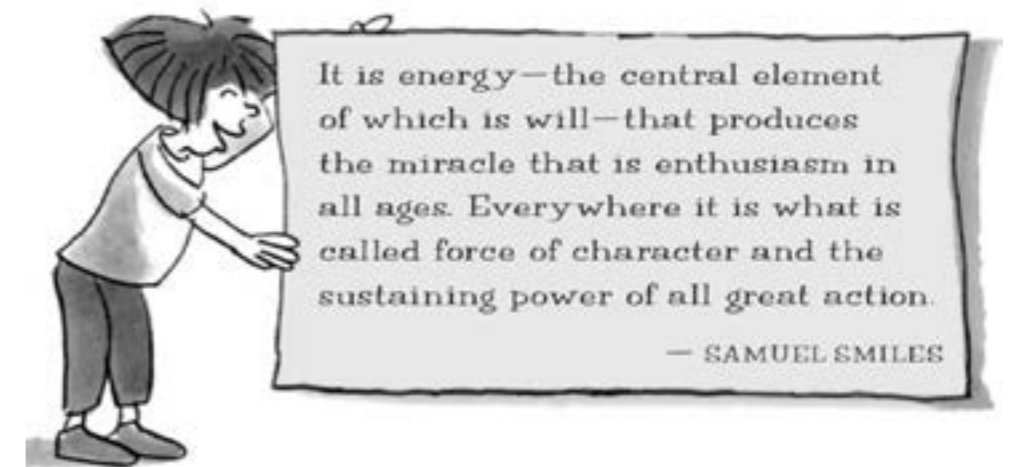 It is energy—the central element
of which is will—that produces
the miracle that is enthusiasm in
all ages. Everywhere it is what is
called force of character and the
sustaining power of all great action.
— SAMUEL SMILES